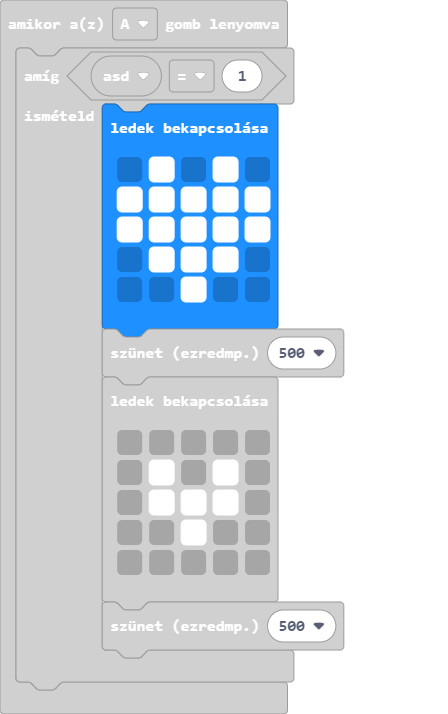 amikor a(z) A gomb lenyomva
amíg asd = 1
ismételd
ledek bekapcsolása
szünet (ezredmp.) 500
ledek bekapcsolása
szünet (ezredmp.) 500